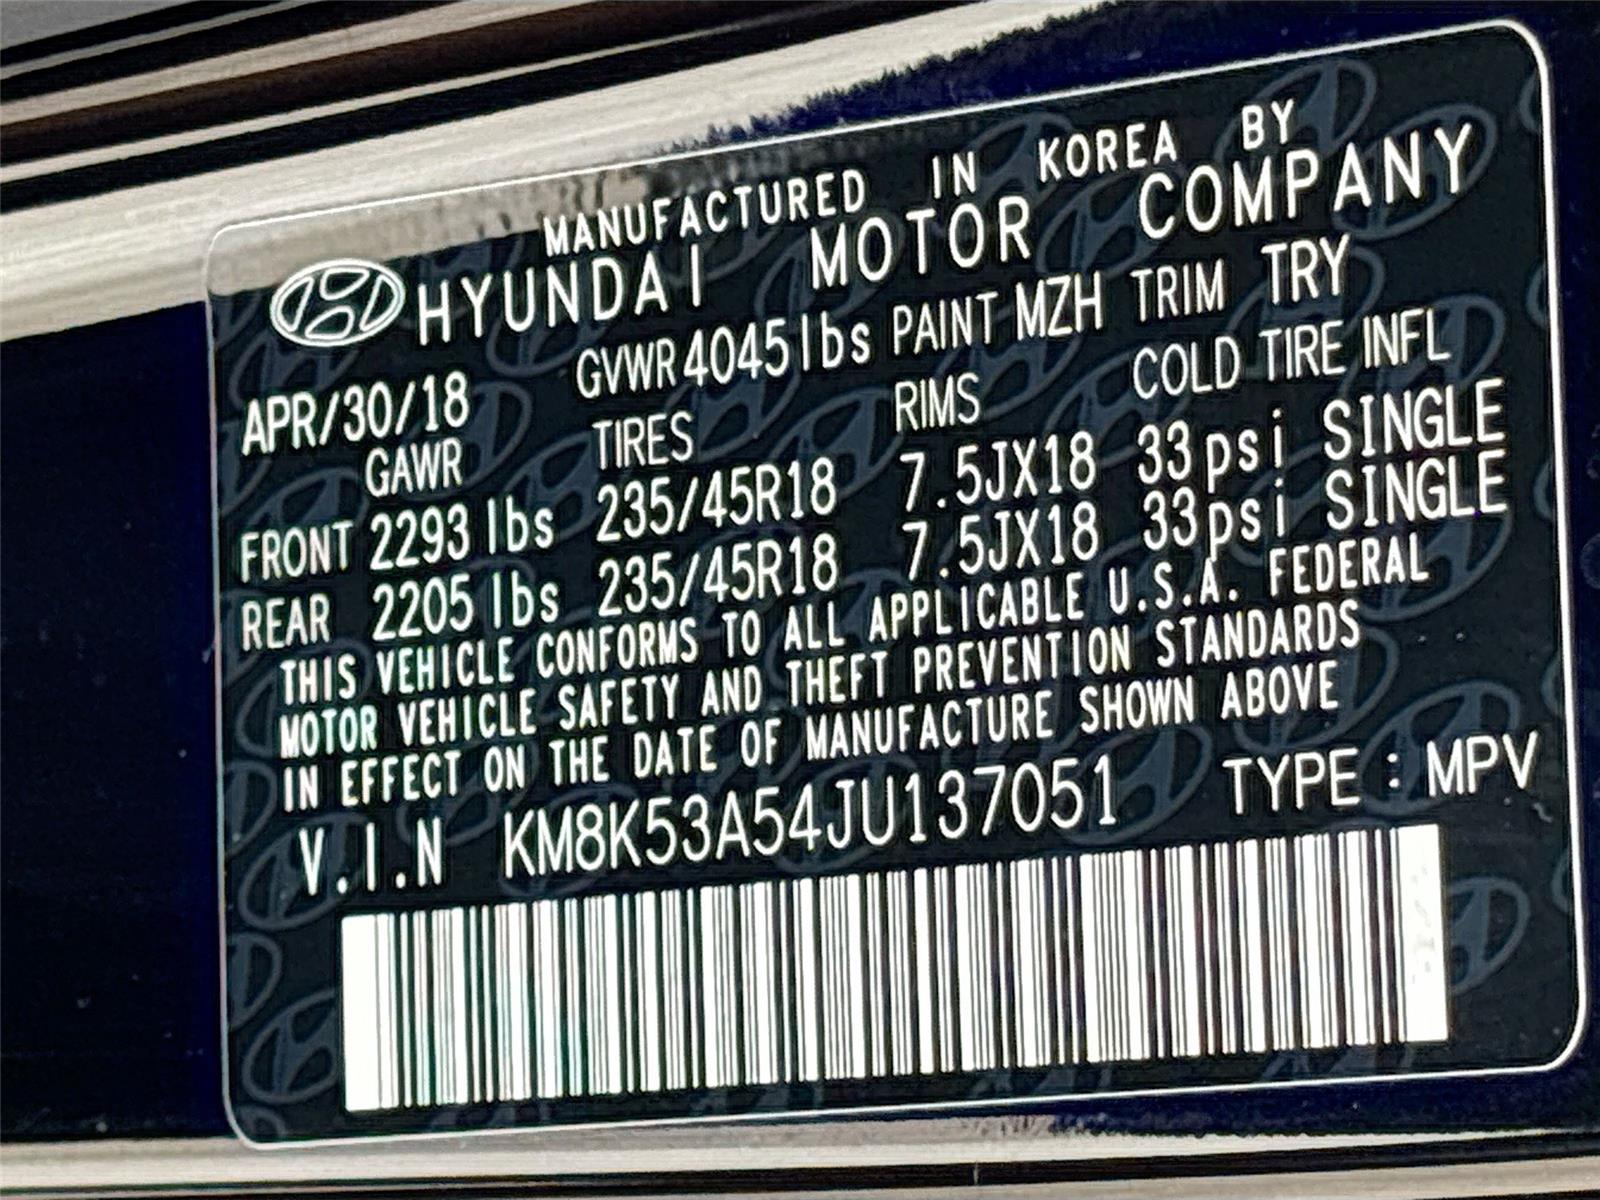 MANUFACTURED IN KOREA BY
HYUNDAI MOTOR COMPANY
APR/30/18 GVWR 4045 lbs PAINT MZH TRIM TRY
GAWR TIRES RIMS COLD TIRE INFL
FRONT 2293 lbs 235/45R18 7.5JX18 33psi SINGLE
REAR 2205 lbs 235/45R18 7.5JX18 33psi SINGLE
THIS VEHICLE CONFORMS TO ALL APPLICABLE U.S.A. FEDERAL
MOTOR VEHICLE SAFETY AND THEFT PREVENTION STANDARDS
IN EFFECT ON THE DATE OF MANUFACTURE SHOWN ABOVE
V.I.N KM8K53A54JU137051 TYPE : MPV